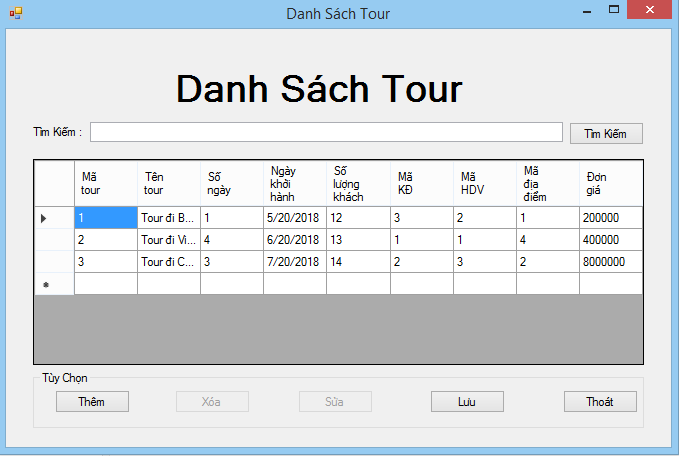 Danh Sách Tour
Danh Sách Tour
Tìm Kiếm :
Tìm Kiếm
Mã tour Tên tour Số ngày Ngày khởi hành Số lượng khách Mã KĐ Mã HDV Mã địa điểm Đơn giá
1 Tour đi B... 1 5/20/2018 12 3 2 1 200000
2 Tour đi Vi... 4 6/20/2018 13 1 1 4 400000
3 Tour đi C... 3 7/20/2018 14 2 3 2 8000000
Tùy Chọn
Thêm Xóa Sửa Lưu Thoát